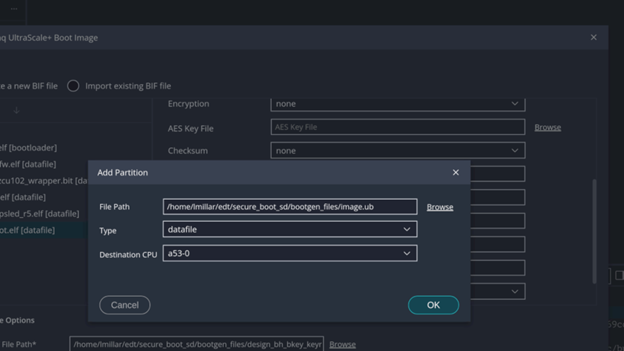 UltraScale+ Boot Image
e a new BIF file
Import existing BIF file
Encryption
none
AES Key File
AES Key File
Browse
Checksum
none
elf [bootloader]
fw.elf [datafile]
zcu102_wrapper.bit [da
elf [datafile]
psled_r5.elf [datafile]
ot.elf [datafile]
Add Partition
File Path
/home/lmillar/edt/secure_boot_sd/bootgen_files/image.ub
Browse
Type
datafile
Destination CPU
a53-0
Cancel
OK
e Options
File Path*
/home/lmillar/edt/secure_boot_sd/bootgen_files/design_bh_bkey_keyr
Browse